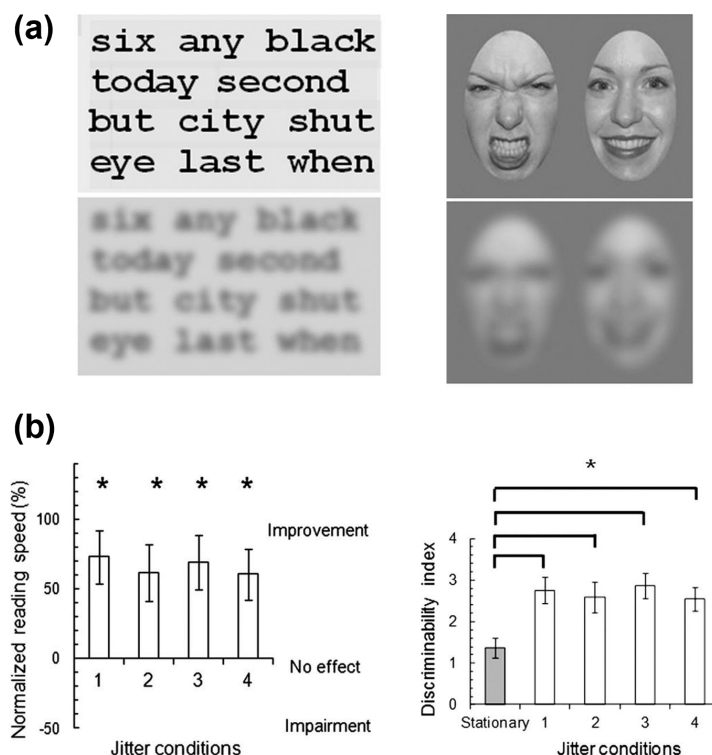 (a)
six any black
today second
but city shut
eye last when
six any black
today second
but city shut
eye last when
(b)
Normalized reading speed (%)
100
50
0
-50
* * * *
1 2 3 4
Improvement
No effect
Impairment
Jitter conditions
*
Discriminability index
4
3
2
1
0
Stationary 1 2 3 4
Jitter conditions